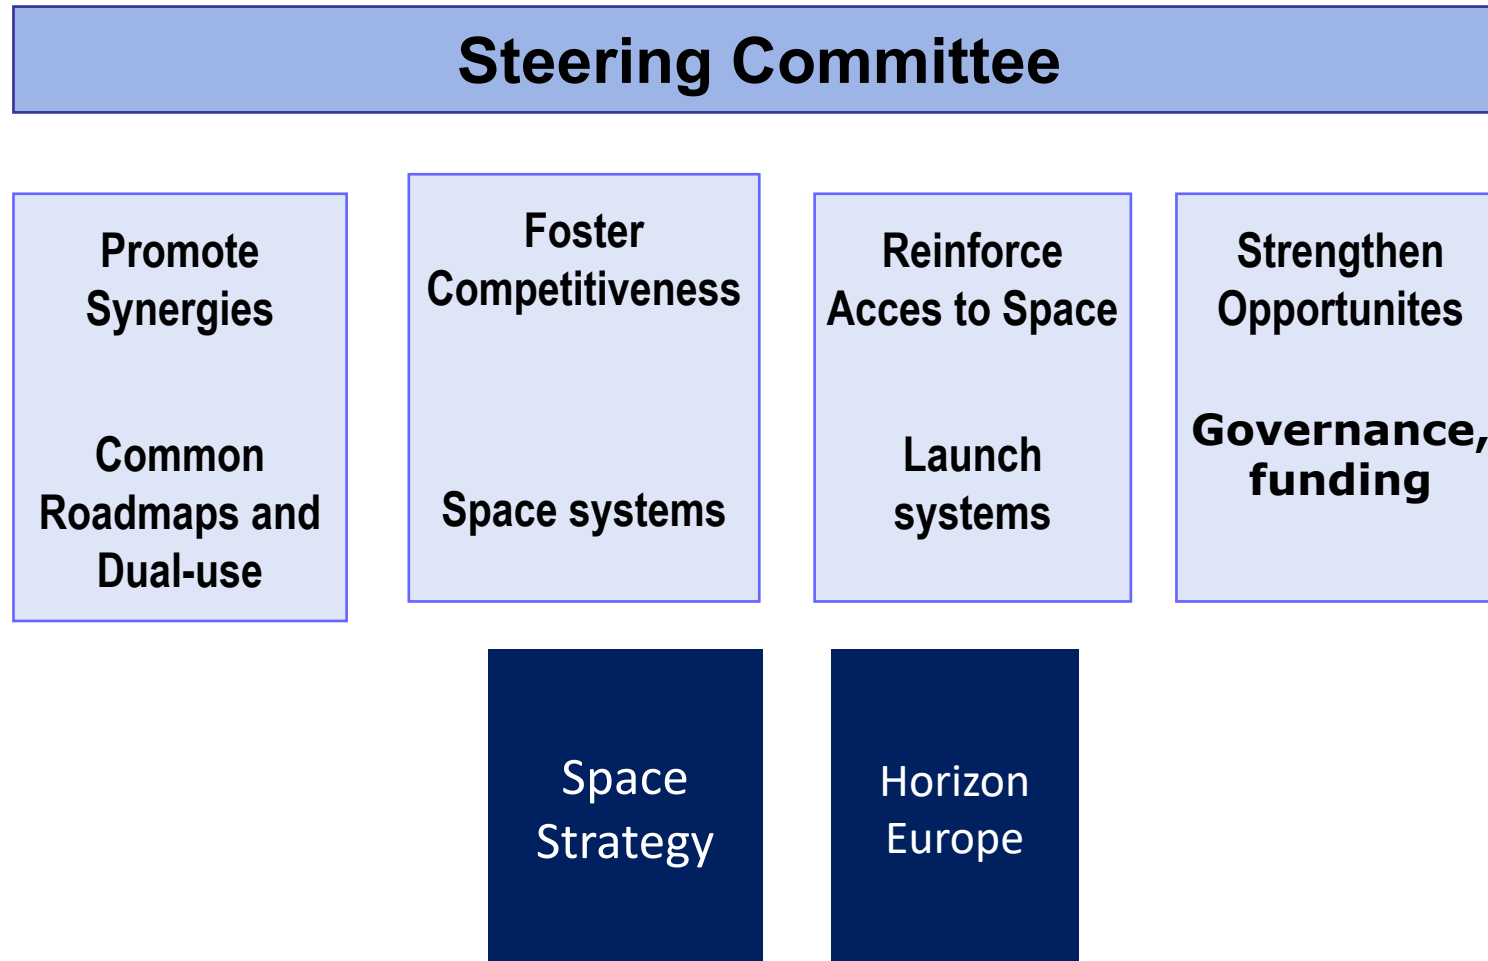 Steering Committee
Promote
Synergies
Common
Roadmaps and
Dual-use
Foster
Competitiveness
Space systems
Reinforce
Acces to Space
Launch
systems
Strengthen
Opportunites
Governance,
funding
Space
Strategy
Horizon
Europe